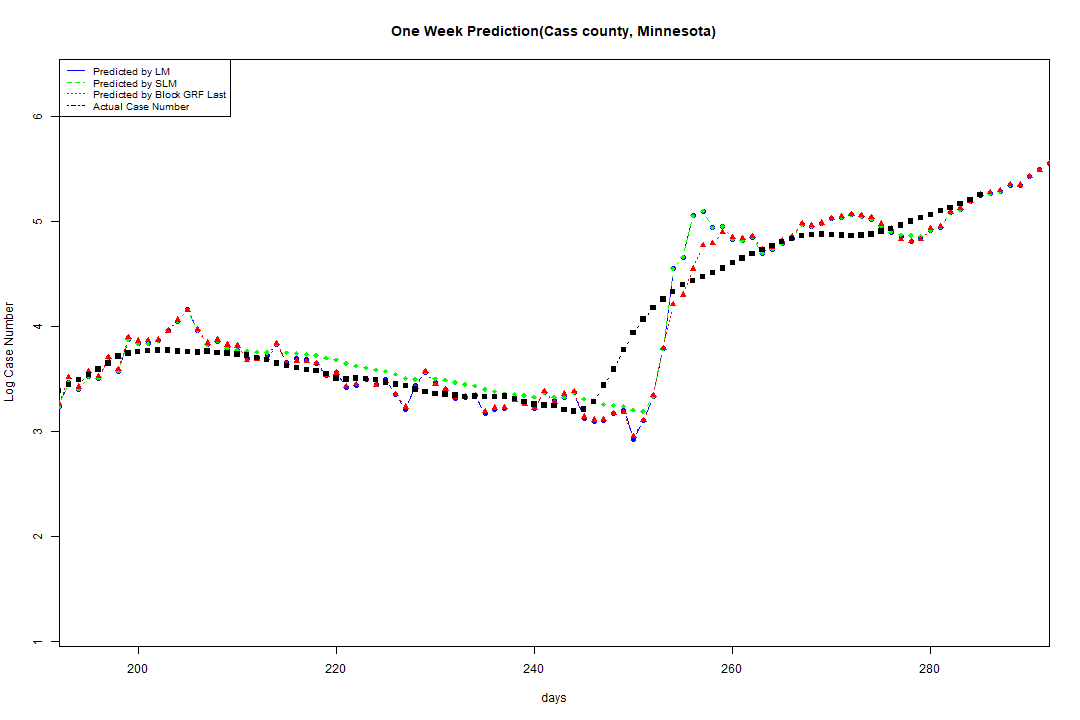 One Week Prediction(Cass county, Minnesota)
Predicted by LM
Predicted by SLM
Predicted by Block GRF Last
Actual Case Number
6
5
4
3
2
1
Log Case Number
200 220 240 260 280
days